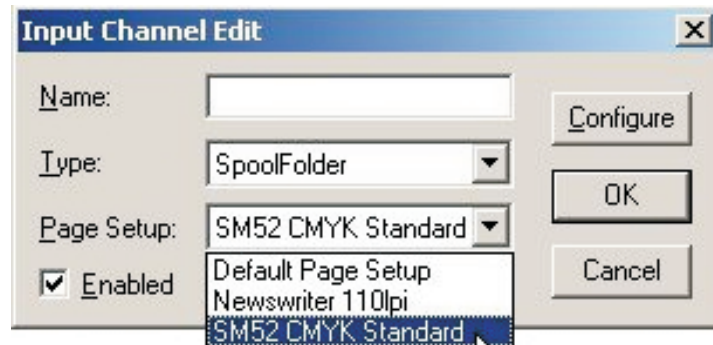 Input Channel Edit
Name:
Configure
Type:
SpoolFolder
OK
Page Setup:
SM52 CMYK Standard
Enabled
Default Page Setup
Cancel
Newswriter 110lpi
SM52 CMYK Standard